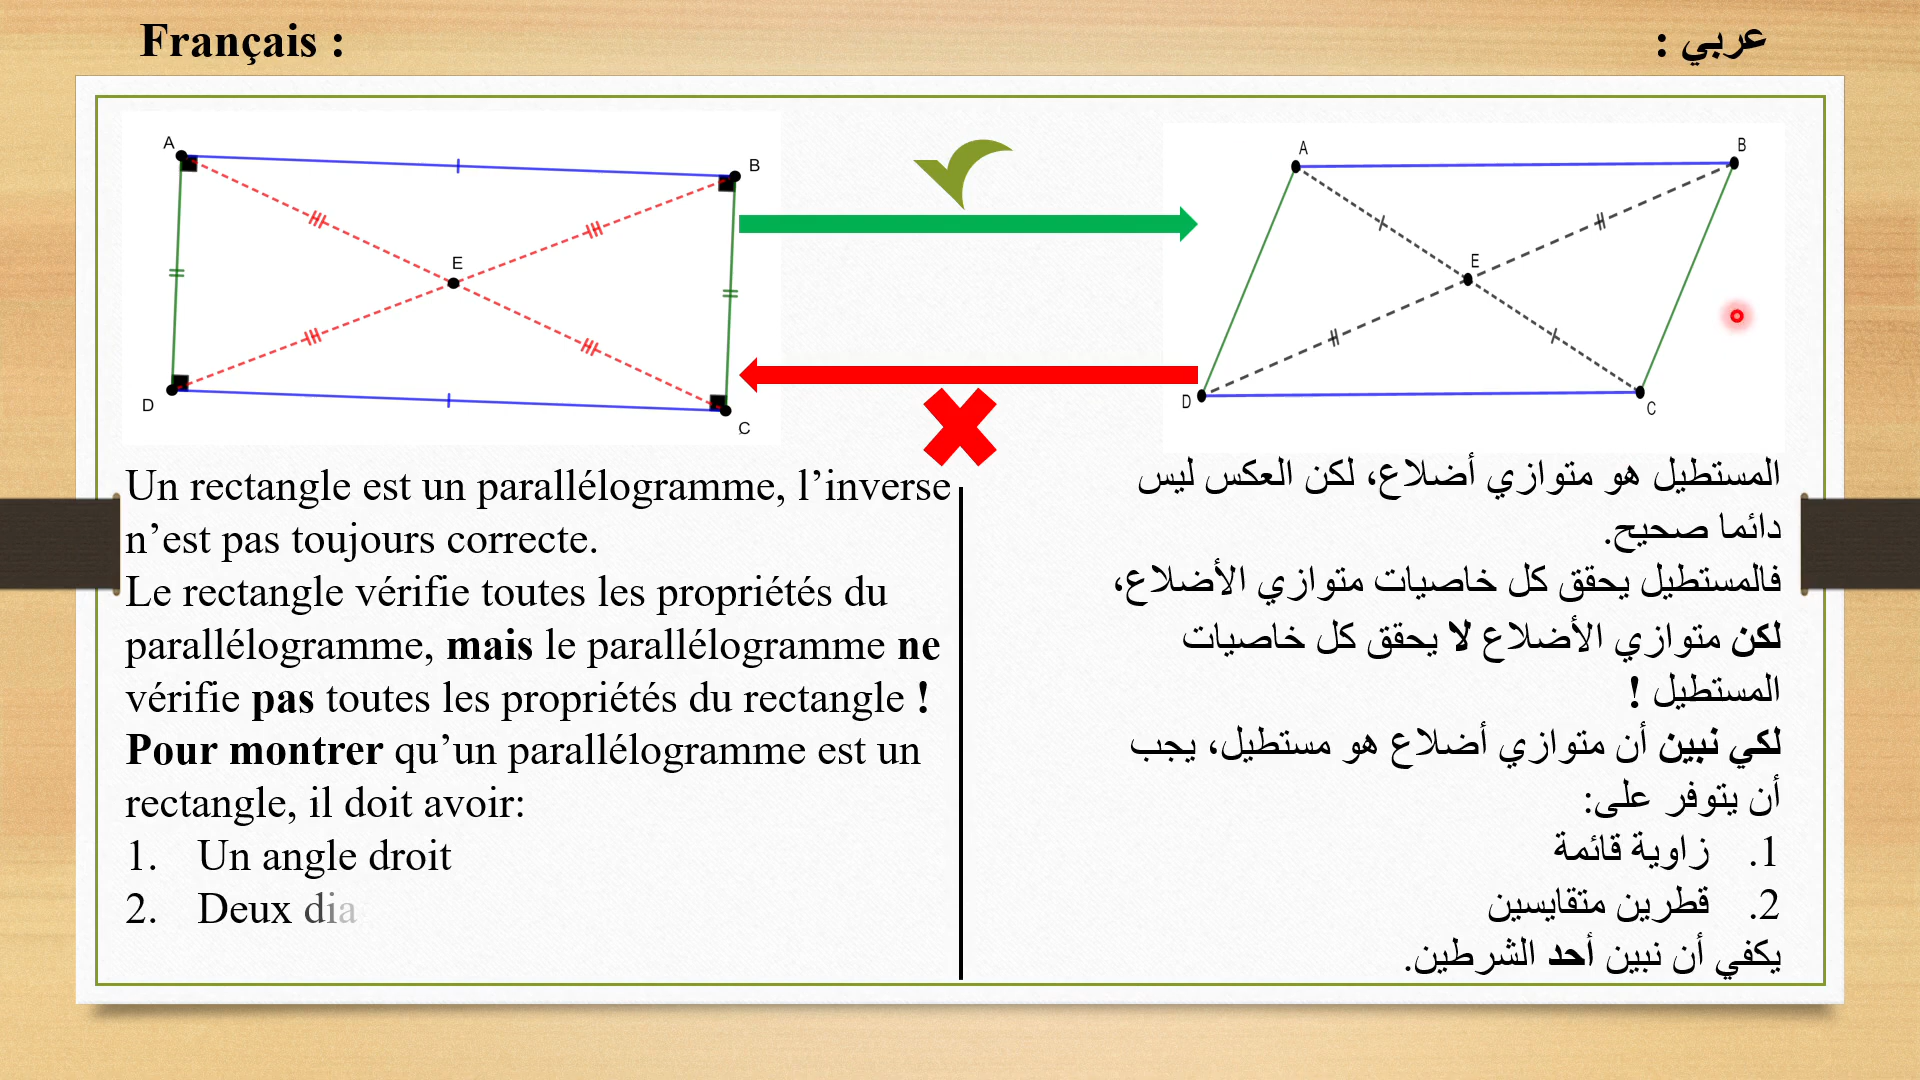 Français :
عربي :
A
B
E
D
C
A
B
E
D
C
Un rectangle est un parallélogramme, l’inverse
n’est pas toujours correcte.
Le rectangle vérifie toutes les propriétés du
parallélogramme, mais le parallélogramme ne
vérifie pas toutes les propriétés du rectangle !
Pour montrer qu’un parallélogramme est un
rectangle, il doit avoir:
1. Un angle droit
2. Deux dia
المستطيل هو متوازي أضلاع، لكن العكس ليس
دائما صحيح.
فالمستطيل يحقق كل خاصيات متوازي الأضلاع،
لكن متوازي الأضلاع لا يحقق كل خاصيات
المستطيل !
لكي نبين أن متوازي أضلاع هو مستطيل، يجب
أن يتوفر على:
1. زاوية قائمة
2. قطرين متقايسين
يكفي أن نبين أحد الشرطين.